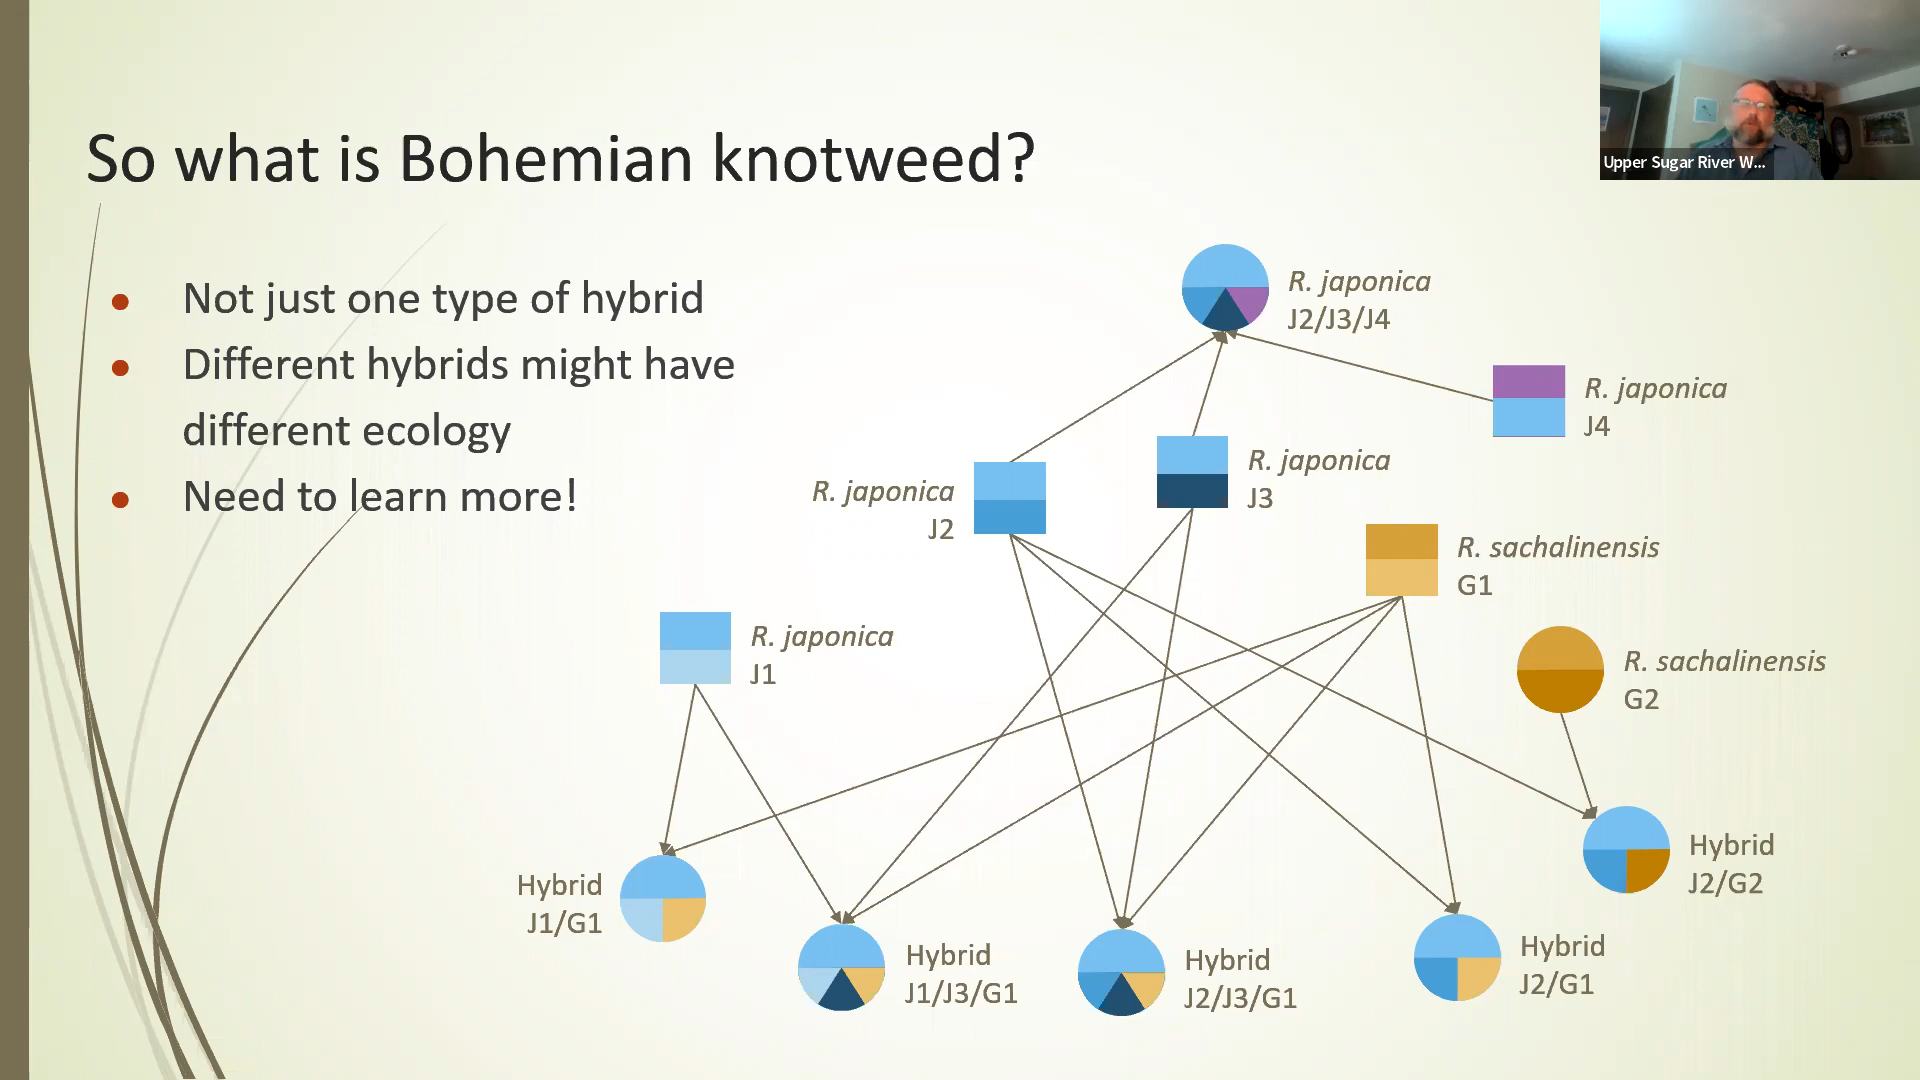 Upper Sugar River W...
So what is Bohemian knotweed?
Not just one type of hybrid
Different hybrids might have
different ecology
Need to learn more!
R. japonica
J2/J3/J4
R. japonica
J4
R. japonica
J3
R. japonica
J2
R. sachalinensis
G1
R. japonica
J1
R. sachalinensis
G2
Hybrid
J2/G2
Hybrid
J1/G1
Hybrid
J1/J3/G1
Hybrid
J2/J3/G1
Hybrid
J2/G1